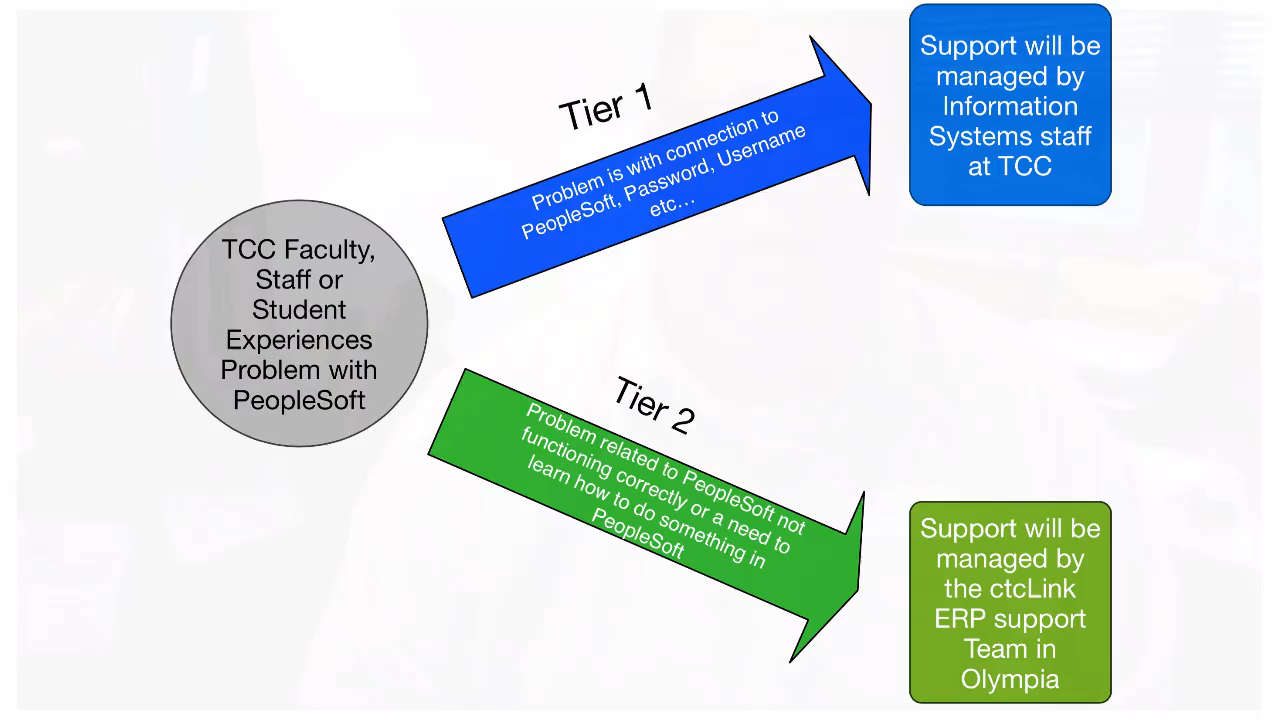 TCC Faculty,
Staff or
Student
Experiences
Problem with
PeopleSoft
Tier 1
Problem is with connection to
PeopleSoft, Password, Username
etc...
Support will be
managed by
Information
Systems staff
at TCC
Tier 2
Problem related to PeopleSoft not
functioning correctly or a need to
learn how to do something in
PeopleSoft
Support will be
managed by
the ctcLink
ERP support
Team in
Olympia